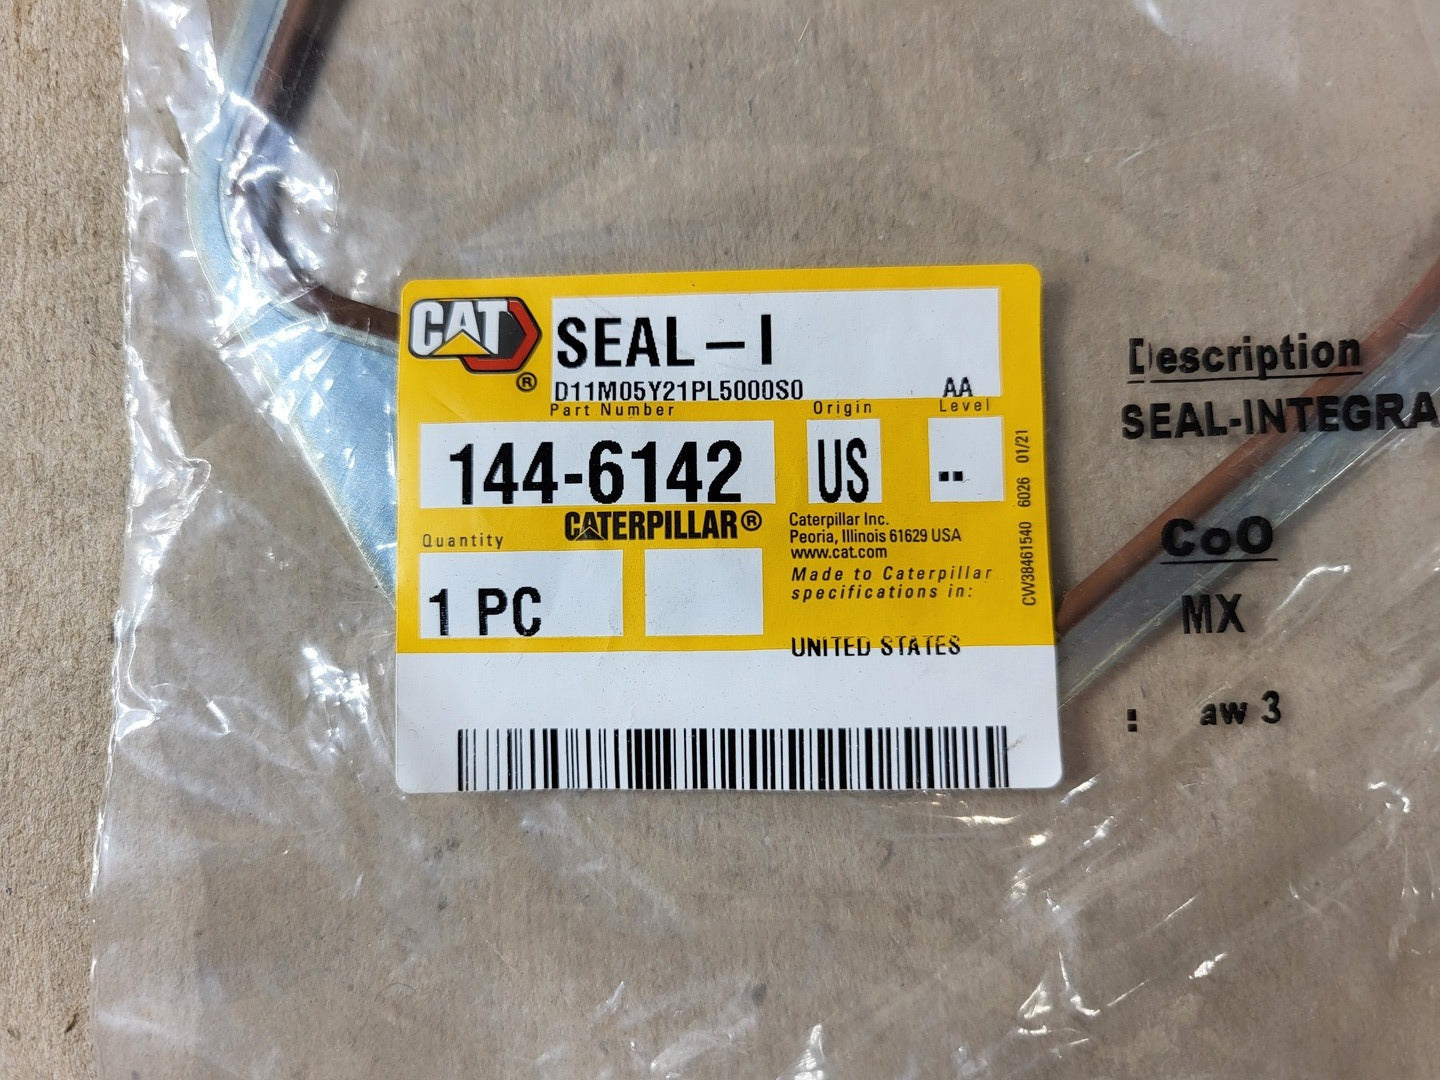 CAT
®
SEAL-I
D11M05Y21PL5000S0 AA
Part Number Origin Level
144-6142 US --
CATERPILLAR®
Quantity
1 PC
Caterpillar Inc.
Peoria, Illinois 61629 USA
www.cat.com
Made to Caterpillar
specifications in:
UNITED STATES
CW38461540 6026 01/21
Description
SEAL-INTEGRA
CoO
MX
: aw 3